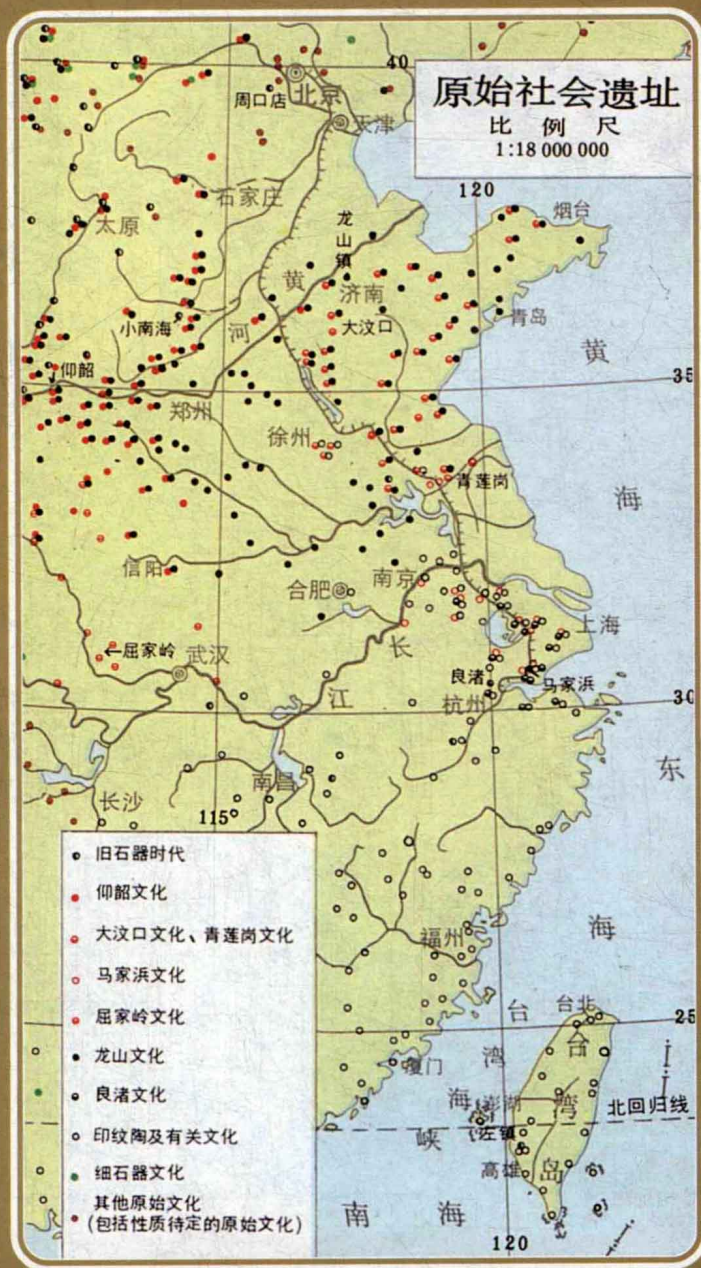 原始社会遗址
比例尺
1:18 000 000
40
周口店
北京
天津
120
石家庄
太原
龙山镇
烟台
黄
济南
小南海
河
大汶口
青岛
黄
仰韶
35
郑州
徐州
海
青莲岗
信阳
合肥
南京
上海
←屈家岭
武汉
长
良渚
马家浜
江
杭州
30
东
南昌
长沙
115°
旧石器时代
仰韶文化
大汶口文化、青莲岗文化
马家浜文化
屈家岭文化
龙山文化
良渚文化
印纹陶及有关文化
细石器文化
其他原始文化
(包括性质待定的原始文化)
福州
海
台北
台
25
台
湾
厦门
海
澎湖
湾
北回归线
峡
左镇
高雄
岛
南海
120